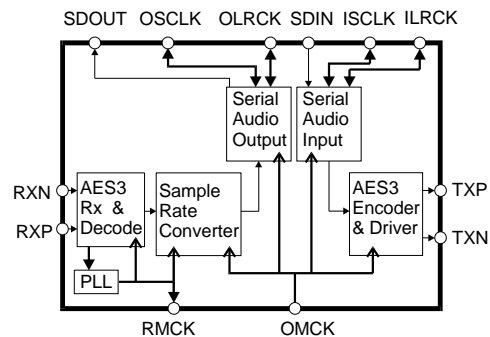 SDOUT OSCLK OLRCK SDIN ISCLK ILRCK
Serial
Audio
Output
Serial
Audio
Input
RXN
RXP
AES3
Rx &
Decode
Sample
Rate
Converter
AES3
Encoder
& Driver
TXP
TXN
PLL
RMCK
OMCK